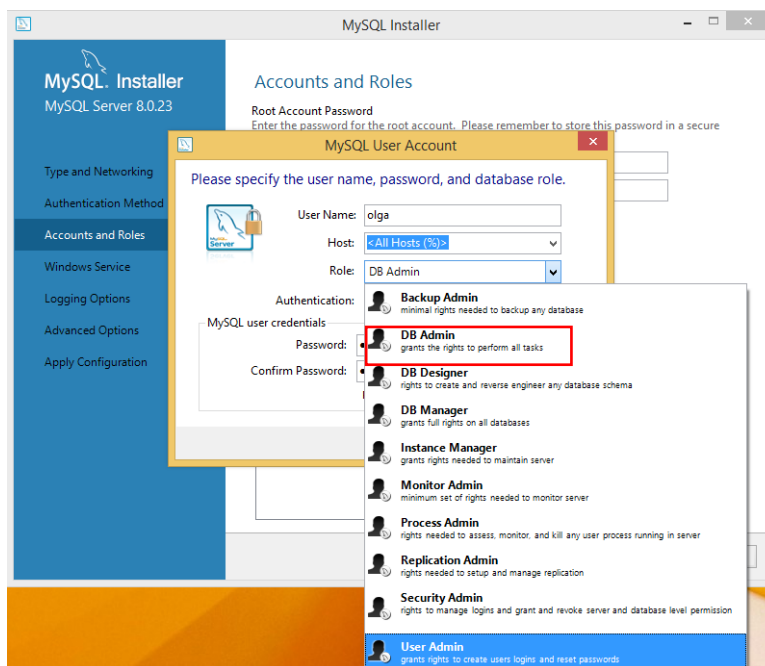 MySQL Installer
MySQL. Installer
MySQL Server 8.0.23
Accounts and Roles
Root Account Password
Enter the password for the root account. Please remember to store this password in a secure
Type and Networking
Authentication Method
Accounts and Roles
Windows Service
Logging Options
Advanced Options
Apply Configuration
MySQL User Account
Please specify the user name, password, and database role.
MySQL
Server
User Name: olga
Host: <All Hosts (%)>
Role: DB Admin
Authentication:
MySQL user credentials
Password:
Confirm Password:
Backup Admin
minimal rights needed to backup any database
DB Admin
grants the rights to perform all tasks
DB Designer
rights to create and reverse engineer any database schema
DB Manager
grants full rights on all databases
Instance Manager
grants rights needed to maintain server
Monitor Admin
minimum set of rights needed to monitor server
Process Admin
rights needed to assess, monitor, and kill any user process running in server
Replication Admin
rights needed to setup and manage replication
Security Admin
rights to manage logins and grant and revoke server and database level permission
User Admin
grants rights to create users logins and reset passwords